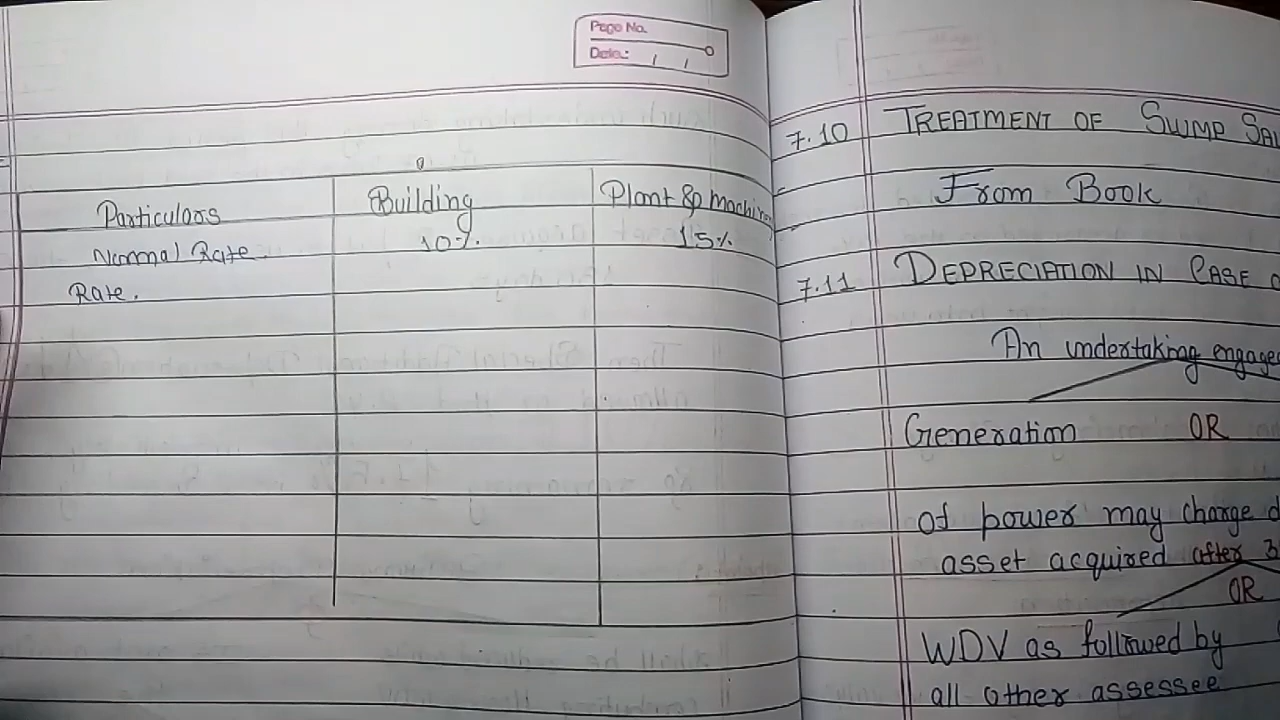 Page No.
Date: / /
Particulars Building Plant & machin
Normal Rate 10% 15%
Rate.
7.10 TREATMENT OF SLUMP SAL
From Book
7.11 DEPRECIATION IN CASE O
An undertaking engage
Generation OR
Of power may charge d
asset acquired after 3
OR
WDV as followed by
all other assessee